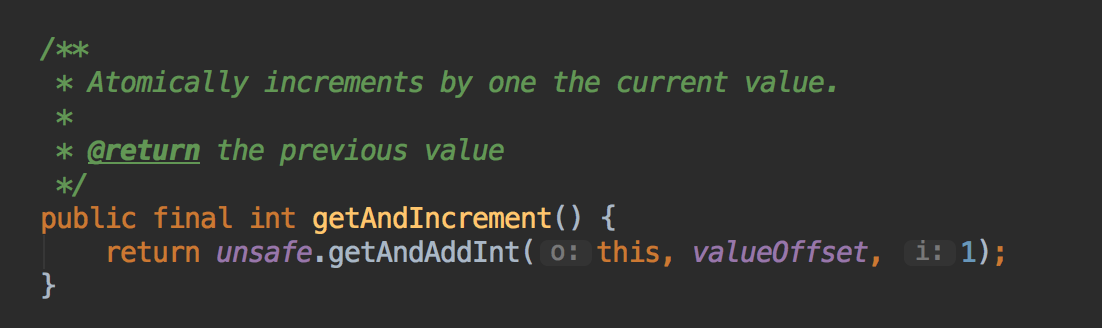 /**
 * Atomically increments by one the current value.
 *
 * @return the previous value
 */
public final int getAndIncrement() {
    return unsafe.getAndAddInt( o: this, valueOffset, i: 1);
}